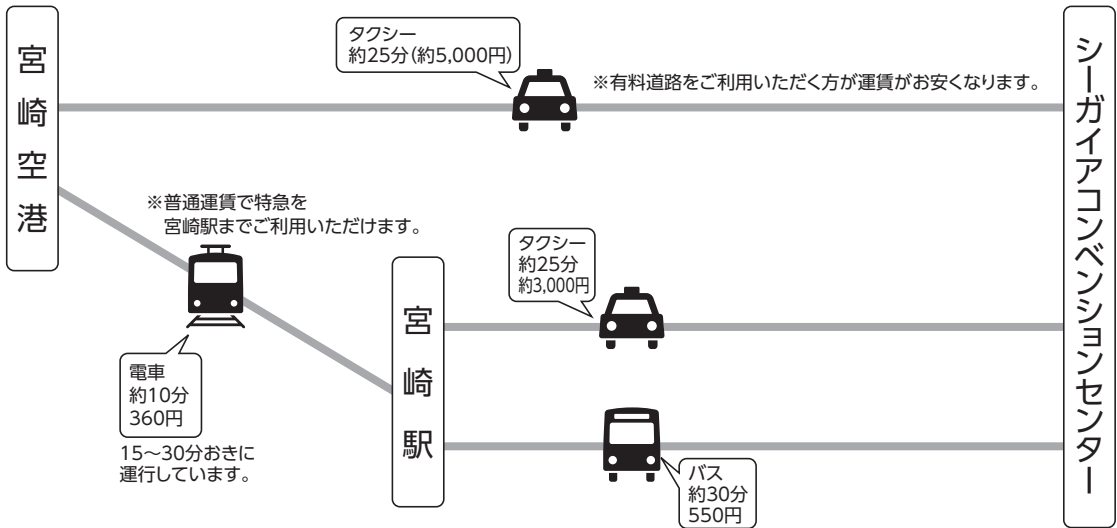 宮崎空港
タクシー
約25分(約5,000円)
※有料道路をご利用いただく方が運賃がお安くなります。
シーガイアコンベンションセンター
※普通運賃で特急を
宮崎駅までご利用いただけます。
電車
約10分
360円
15～30分おきに
運行しています。
宮崎駅
タクシー
約25分
約3,000円
バス
約30分
550円